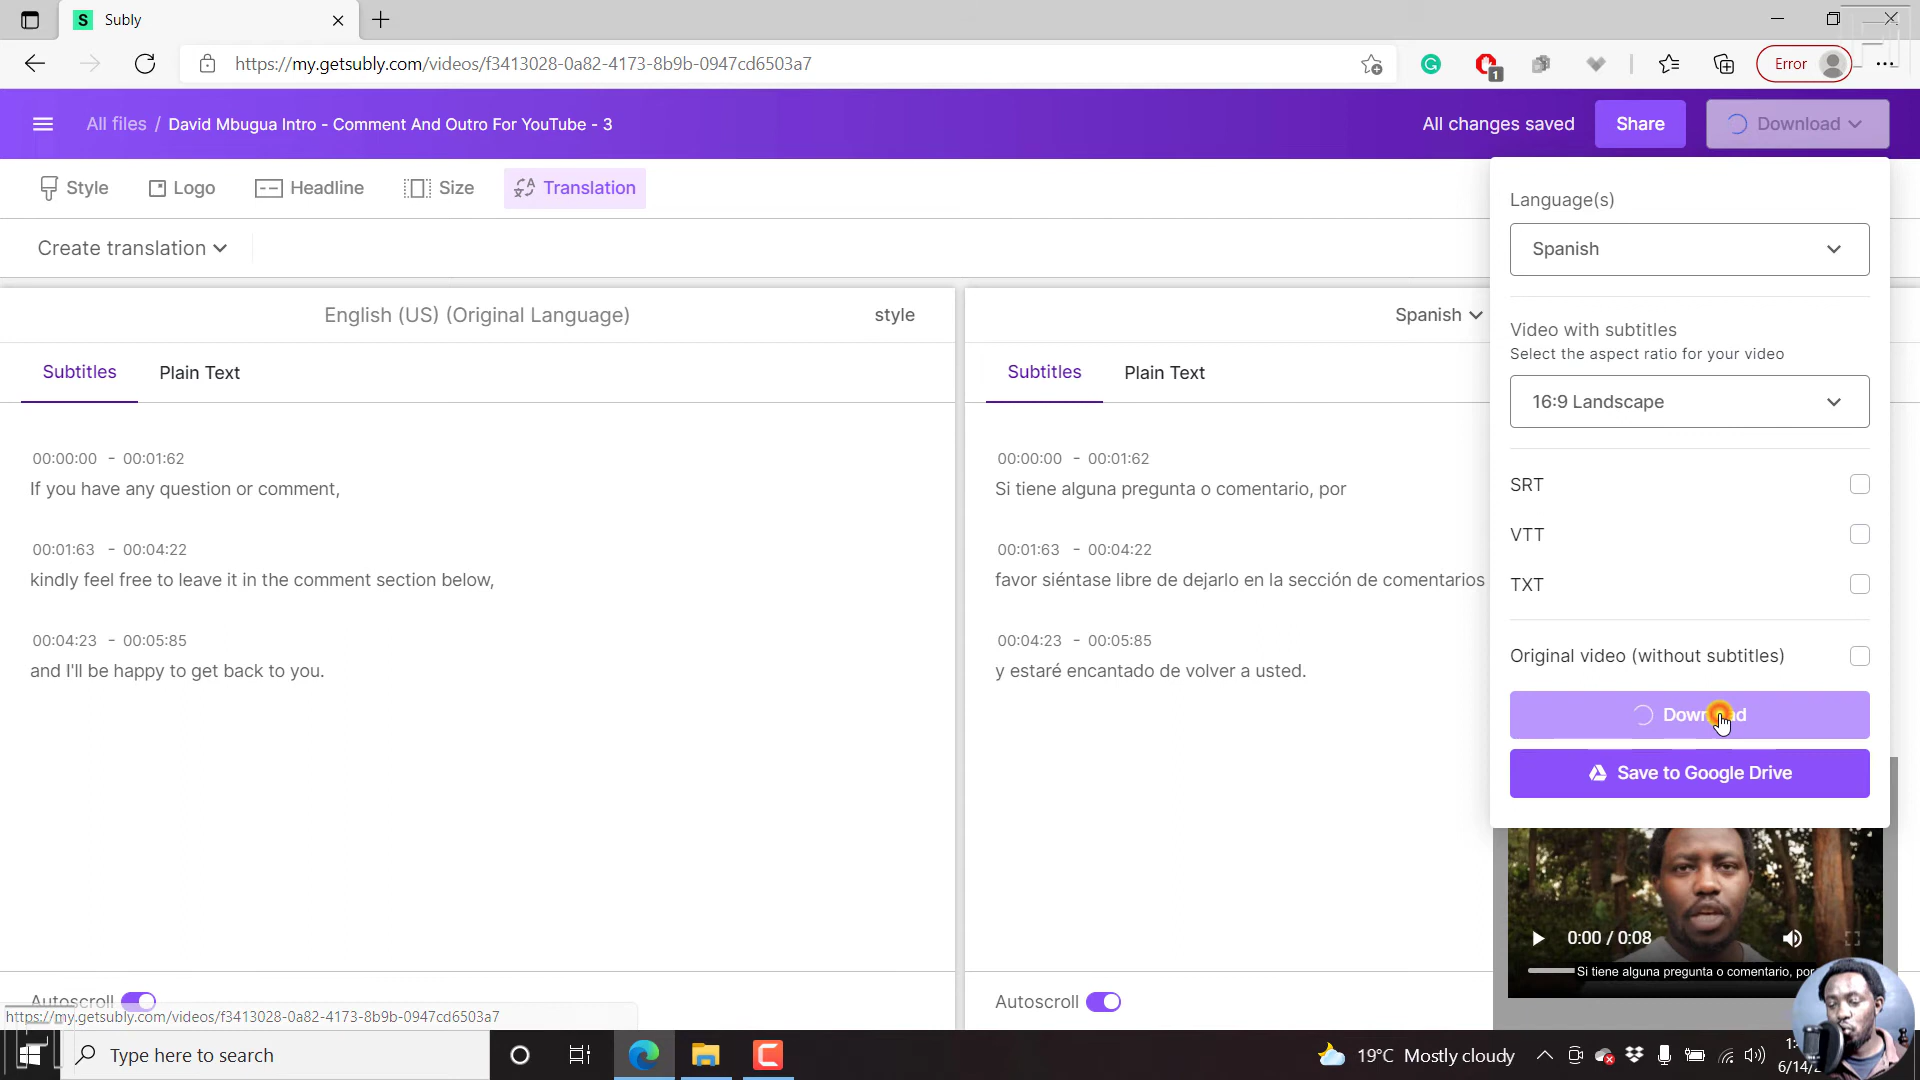 Subly
https://my.getsubly.com/videos/f3413028-0a82-4173-8b9b-0947cd6503a7
1
Error
All files / David Mbugua Intro - Comment And Outro For YouTube - 3
All changes saved
Share
Download
Style
Logo
Headline
Size
Translation
Create translation
English (US) (Original Language)
style
Subtitles
Plain Text
00:00:00 - 00:01:62
If you have any question or comment,
00:01:63 - 00:04:22
kindly feel free to leave it in the comment section below,
00:04:23 - 00:05:85
and I'll be happy to get back to you.
Autoscroll
https://my.getsubly.com/videos/f3413028-0a82-4173-8b9b-0947cd6503a7
Spanish
Subtitles
Plain Text
00:00:00 - 00:01:62
Si tiene alguna pregunta o comentario, por
00:01:63 - 00:04:22
favor siéntase libre de dejarlo en la sección de comentarios
00:04:23 - 00:05:85
y estaré encantado de volver a usted.
Autoscroll
Language(s)
Spanish
Video with subtitles
Select the aspect ratio for your video
16:9 Landscape
SRT
VTT
TXT
Original video (without subtitles)
Download
Save to Google Drive
0:00 / 0:08
Si tiene alguna pregunta o comentario, por
Type here to search
19°C Mostly cloudy
6/14/